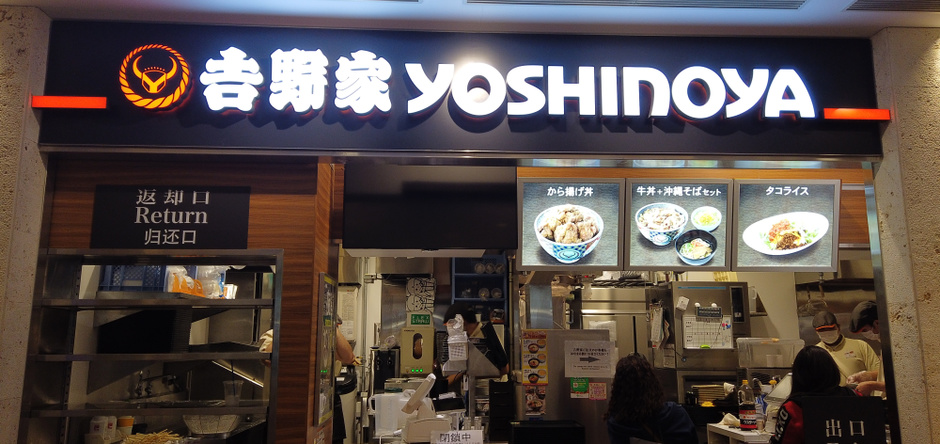 吉野家 YOSHINOYA
返却口
Return
归还口
から揚げ丼
牛丼+沖縄そばセット
タコライス
閉鎖中
出口